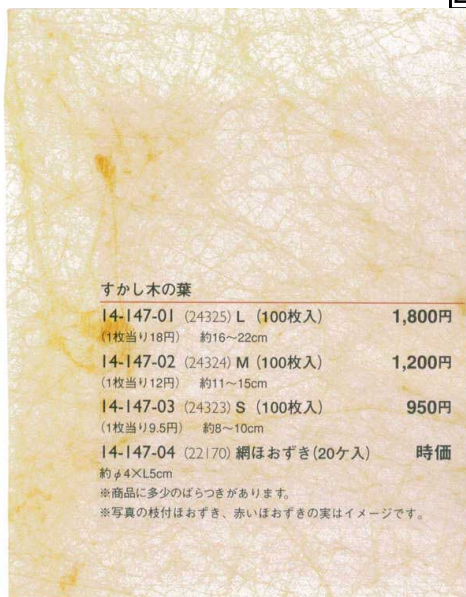 すかし木の葉
14-147-01 (24325) L (100枚入) 1,800円
(1枚当り18円) 約16～22cm
14-147-02 (24324) M (100枚入) 1,200円
(1枚当り12円) 約11～15cm
14-147-03 (24323) S (100枚入) 950円
(1枚当り9.5円) 約8～10cm
14-147-04 (22170) 網ほおずき(20ケ入) 時価
約φ4×L5cm
※商品に多少のばらつきがあります。
※写真の枝付ほおずき、赤いほおずきの実はイメージです。